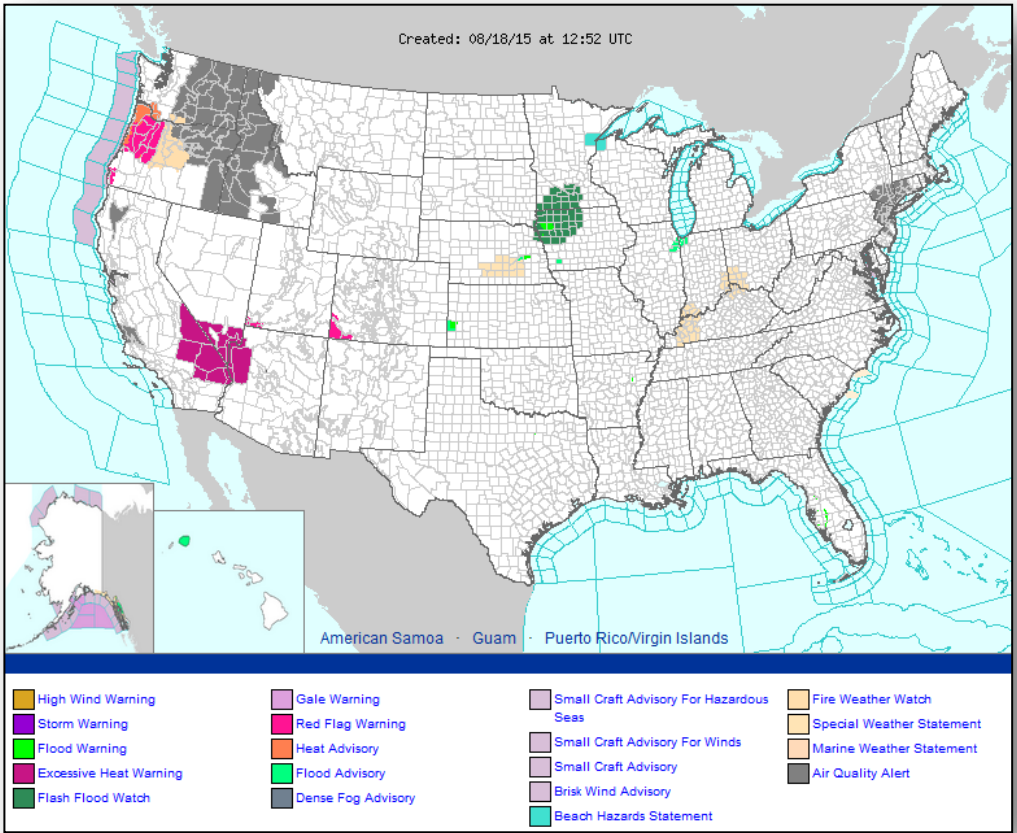 Created: 08/18/15 at 12:52 UTC
American Samoa · Guam · Puerto Rico/Virgin Islands
High Wind Warning
Storm Warning
Flood Warning
Excessive Heat Warning
Flash Flood Watch
Gale Warning
Red Flag Warning
Heat Advisory
Flood Advisory
Dense Fog Advisory
Small Craft Advisory For Hazardous
Seas
Small Craft Advisory For Winds
Small Craft Advisory
Brisk Wind Advisory
Beach Hazards Statement
Fire Weather Watch
Special Weather Statement
Marine Weather Statement
Air Quality Alert